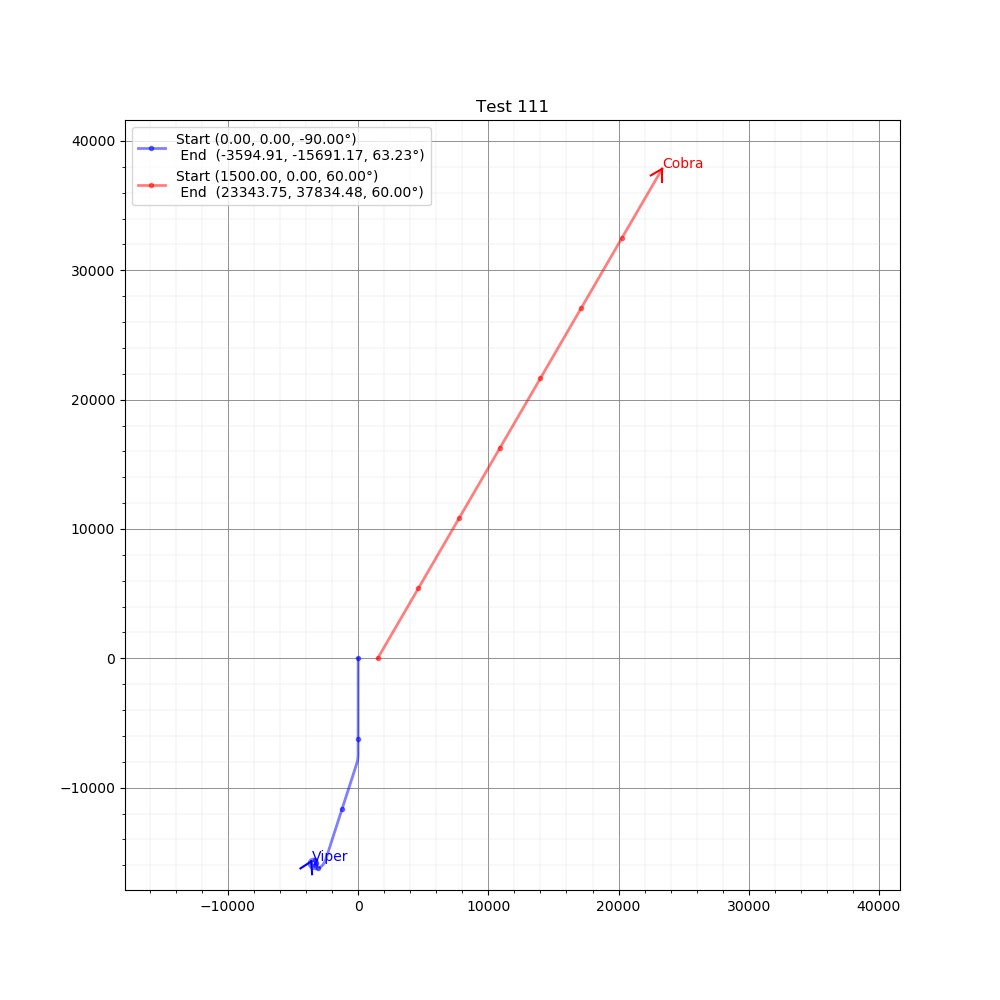 Test 111
Start (0.00, 0.00, -90.00°)
End  (-3594.91, -15691.17, 63.23°)
Start (1500.00, 0.00, 60.00°)
End  (23343.75, 37834.48, 60.00°)
Cobra
Viper
40000
30000
20000
10000
0
−10000
−10000
0
10000
20000
30000
40000